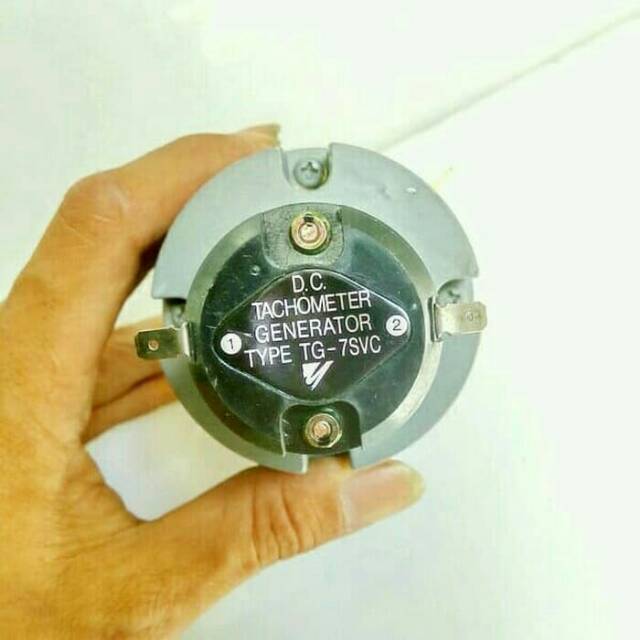 D.C.
TACHOMETER
GENERATOR
1 2
TYPE TG-7SVC